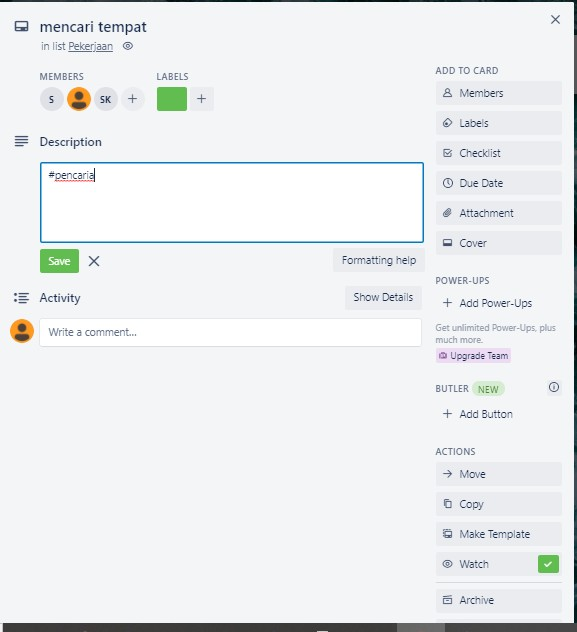 mencari tempat
in list Pekerjaan
MEMBERS
LABELS
S
SK
+
+
Description
#pencaria
Save
Formatting help
Activity
Show Details
Write a comment...
ADD TO CARD
Members
Labels
Checklist
Due Date
Attachment
Cover
POWER-UPS
+ Add Power-Ups
Get unlimited Power-Ups, plus
much more.
Upgrade Team
BUTLER NEW
+ Add Button
ACTIONS
Move
Copy
Make Template
Watch
Archive